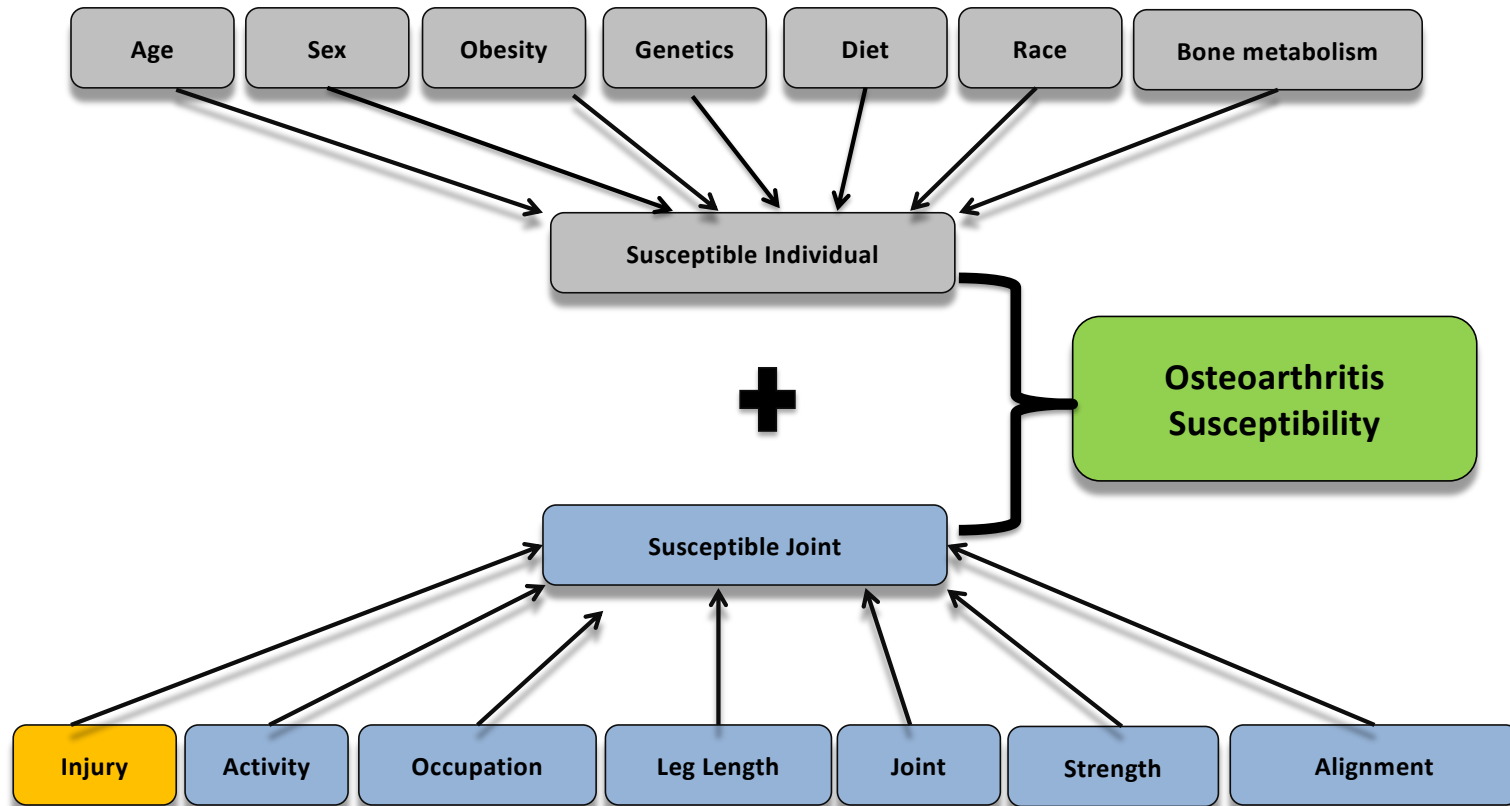 Age
Sex
Obesity
Genetics
Diet
Race
Bone metabolism
Susceptible Individual
Osteoarthritis
Susceptibility
Susceptible Joint
Injury
Activity
Occupation
Leg Length
Joint
Strength
Alignment